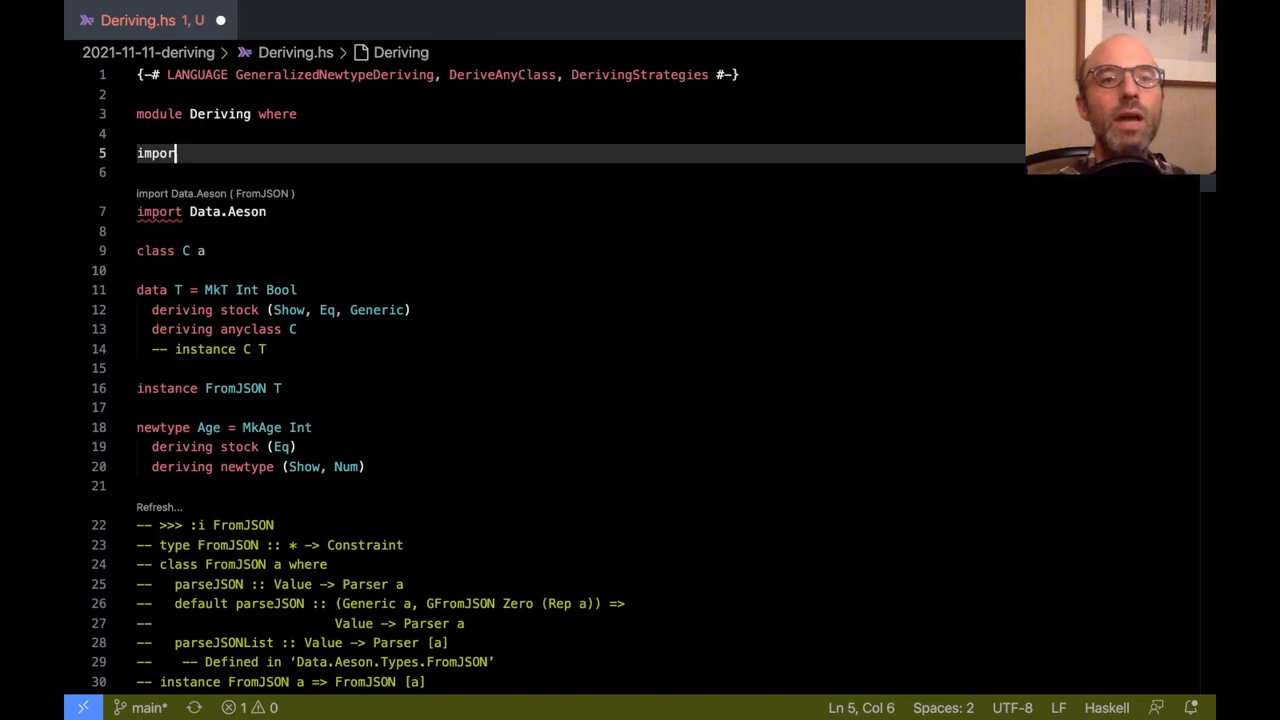 Deriving.hs 1, U
2021-11-11-deriving > Deriving.hs > Deriving
1 {-# LANGUAGE GeneralizedNewtypeDeriving, DeriveAnyClass, DerivingStrategies #-}
2
3 module Deriving where
4
5 impor
6
import Data.Aeson ( FromJSON )
7 import Data.Aeson
8
9 class C a
10
11 data T = MkT Int Bool
12 deriving stock (Show, Eq, Generic)
13 deriving anyclass C
14 -- instance C T
15
16 instance FromJSON T
17
18 newtype Age = MkAge Int
19 deriving stock (Eq)
20 deriving newtype (Show, Num)
21
Refresh...
22 -- >>> :i FromJSON
23 -- type FromJSON :: * -> Constraint
24 -- class FromJSON a where
25 -- parseJSON :: Value -> Parser a
26 -- default parseJSON :: (Generic a, GFromJSON Zero (Rep a)) =>
27 -- Value -> Parser a
28 -- parseJSONList :: Value -> Parser [a]
29 -- -- Defined in ‘Data.Aeson.Types.FromJSON’
30 -- instance FromJSON a => FromJSON [a]
main* 1 0 Ln 5, Col 6 Spaces: 2 UTF-8 LF Haskell